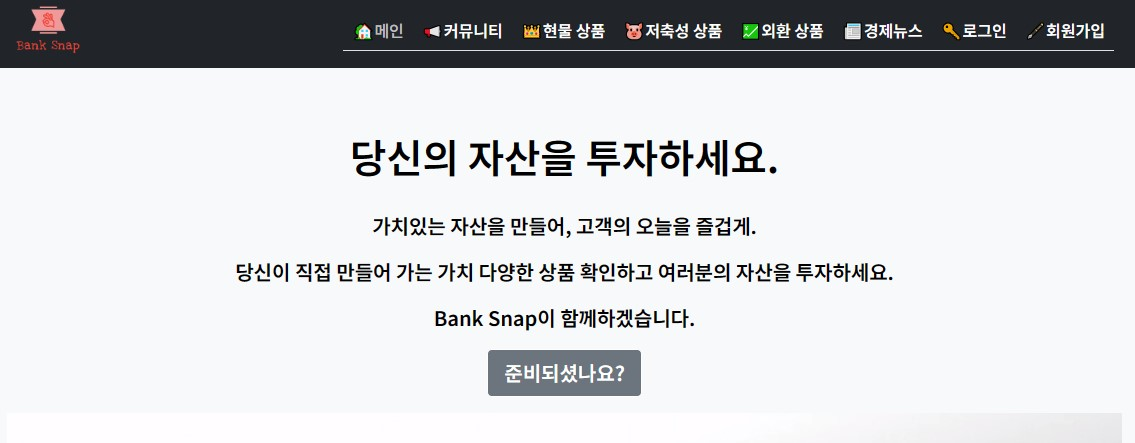 Bank Snap
메인 커뮤니티 현물 상품 저축성 상품 외환 상품 경제뉴스 로그인 회원가입
당신의 자산을 투자하세요.
가치있는 자산을 만들어, 고객의 오늘을 즐겁게.
당신이 직접 만들어 가는 가치 다양한 상품 확인하고 여러분의 자산을 투자하세요.
Bank Snap이 함께하겠습니다.
준비되셨나요?